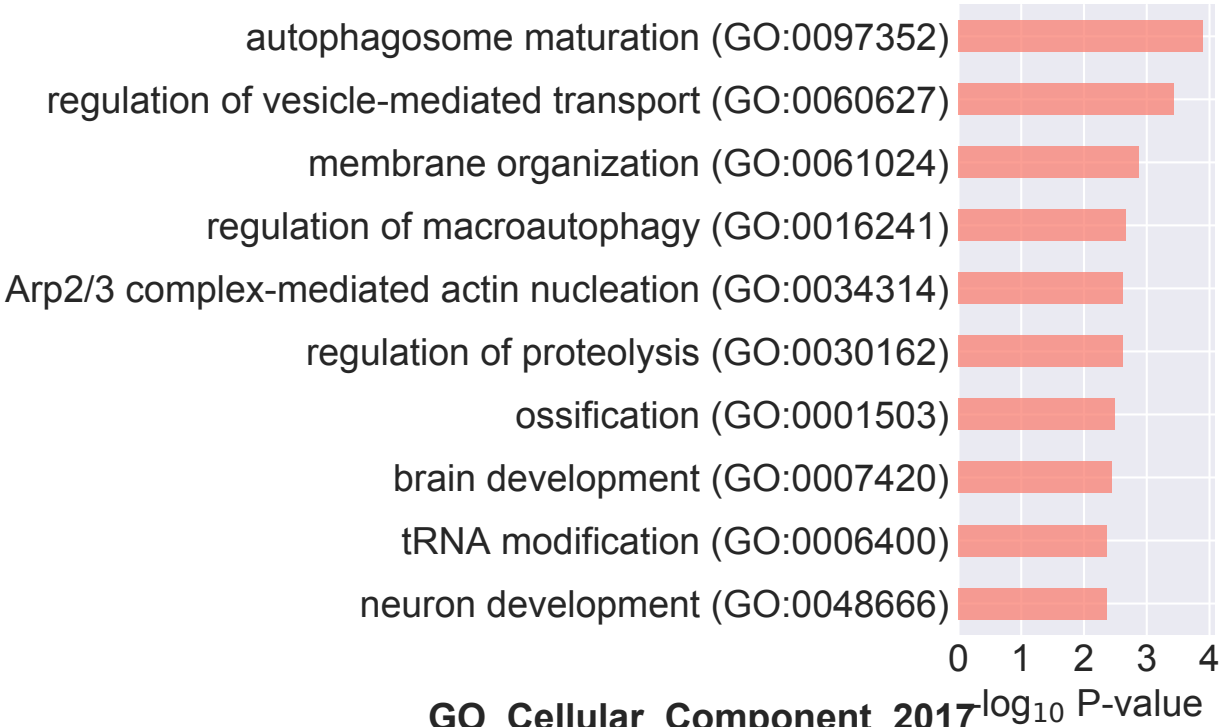 autophagosome maturation (GO:0097352)
regulation of vesicle-mediated transport (GO:0060627)
membrane organization (GO:0061024)
regulation of macroautophagy (GO:0016241)
Arp2/3 complex-mediated actin nucleation (GO:0034314)
regulation of proteolysis (GO:0030162)
ossification (GO:0001503)
brain development (GO:0007420)
tRNA modification (GO:0006400)
neuron development (GO:0048666)
0 1 2 3 4
-log₁₀ P-value
GO_Cellular_Component_2017